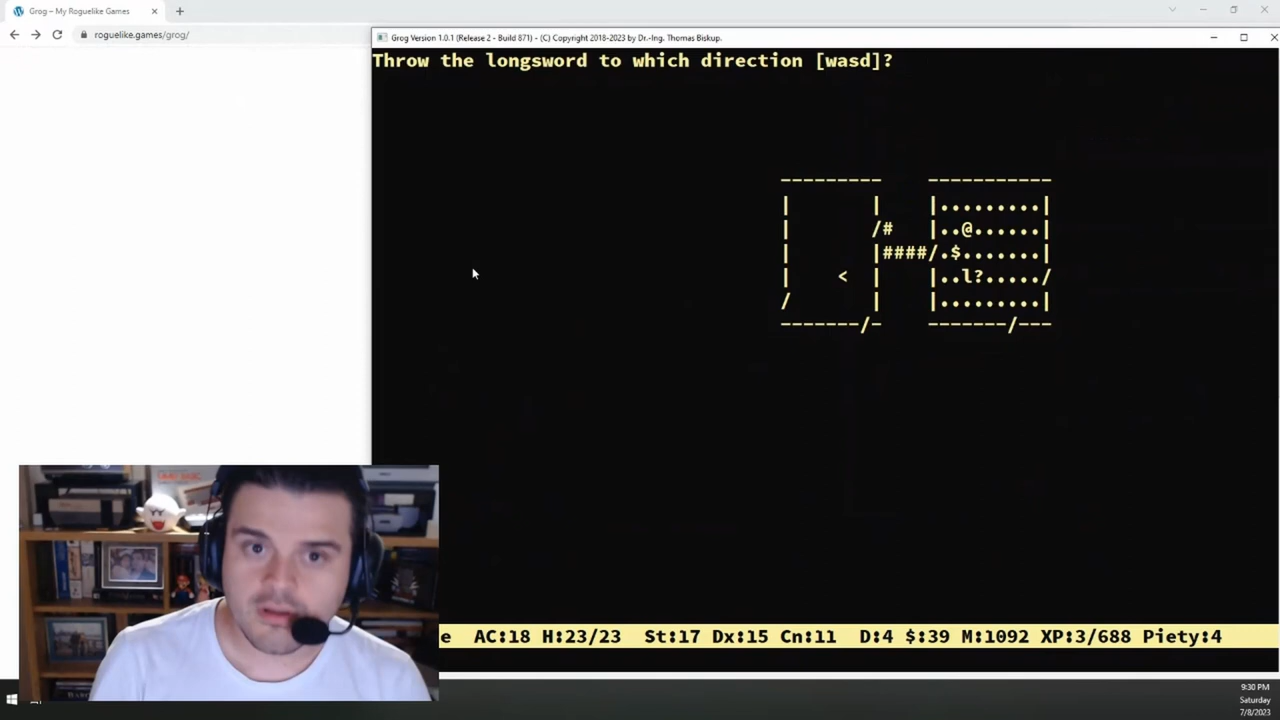 Grog – My Roguelike Games
roguelike.games/grog/
Grog Version 1.0.1 (Release 2 - Build 871) - (C) Copyright 2018-2023 by Dr.-Ing. Thomas Biskup.
Throw the longsword to which direction [wasd]?
--------- -----------
| | |.........|
| /# |..@......|
| |####/.$.......|
| < | |..l?...../
/ | |.........|
-------/- -------/---
e AC:18 H:23/23 St:17 Dx:15 Cn:11 D:4 $:39 M:1092 XP:3/688 Piety:4
9:30 PM
Saturday
7/8/2023